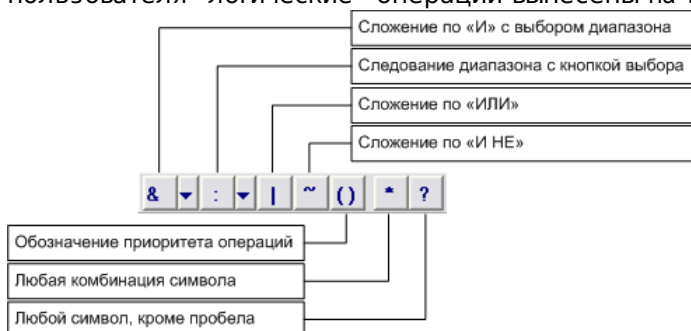 пользователя логические операции вынесены на
Сложение по «И» с выбором диапазона
Следование диапазона с кнопкой выбора
Сложение по «ИЛИ»
Сложение по «И НЕ»
& : | ~ () * ?
Обозначение приоритета операций
Любая комбинация символа
Любой символ, кроме пробела